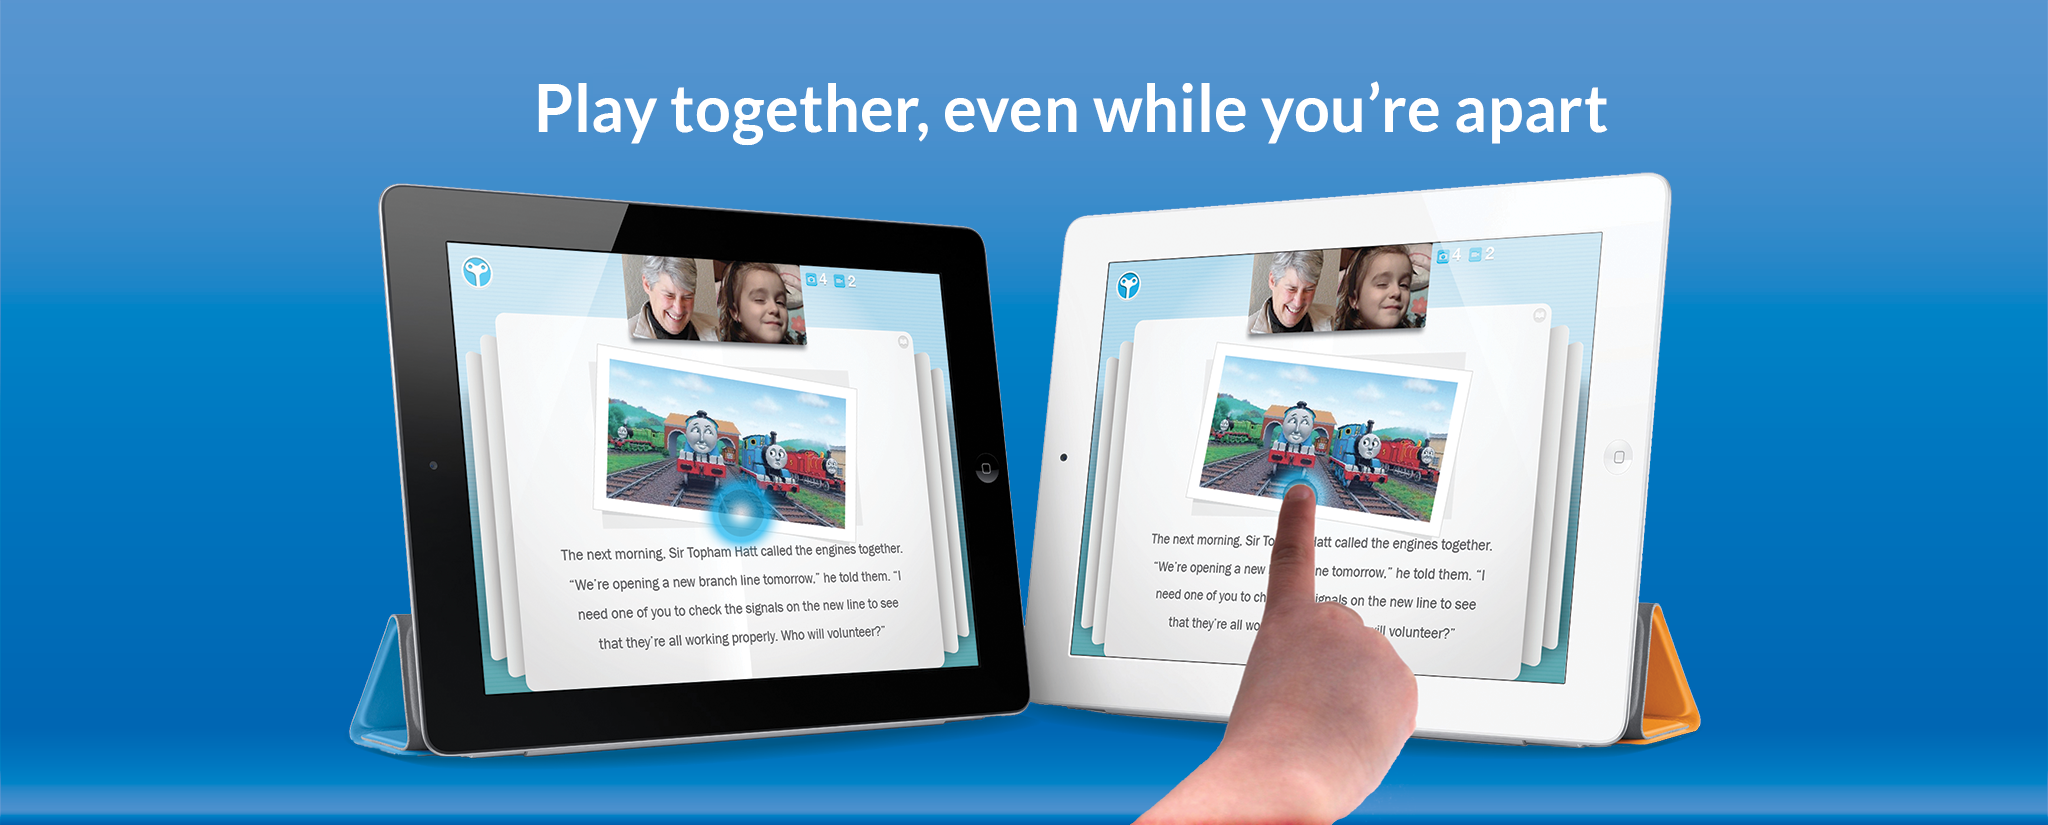 Play together, even while you're apart
4 2
The next morning, Sir Topham Hatt called the engines together.
"We're opening a new branch line tomorrow," he told them. "I
need one of you to check the signals on the new line to see
that they're all working properly. Who will volunteer?"
4 2
The next morning, Sir To hatt called the engines together.
"We're opening a new ne tomorrow," he told them. "I
need one of you to ch ignals on the new line to see
that they're all wo ill volunteer?"